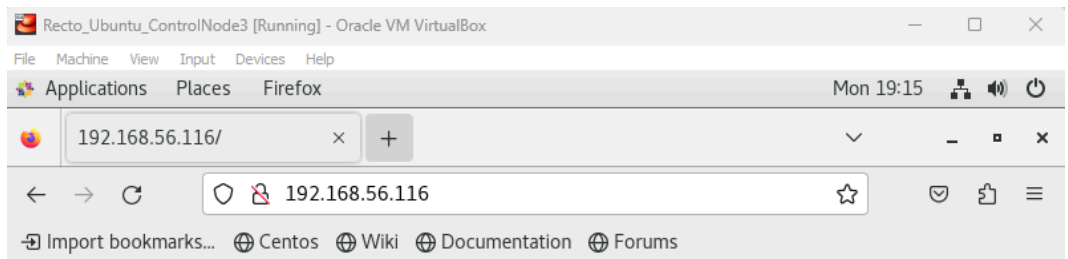 Recto_Ubuntu_ControlNode3 [Running] - Oracle VM VirtualBox
File Machine View Input Devices Help
Applications Places Firefox Mon 19:15
192.168.56.116/
192.168.56.116
Import bookmarks... Centos Wiki Documentation Forums